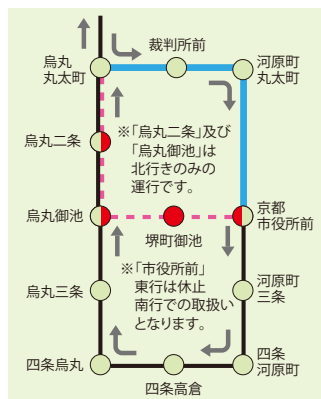 裁判所前
烏丸
丸太町
河原町
丸太町
烏丸二条
※「烏丸二条」及び
「烏丸御池」は
北行きのみの
運行です。
烏丸御池
堺町御池
京都
市役所前
※「市役所前」
東行は休止
南行での取扱い
となります。
烏丸三条
河原町
三条
四条烏丸
四条高倉
四条
河原町